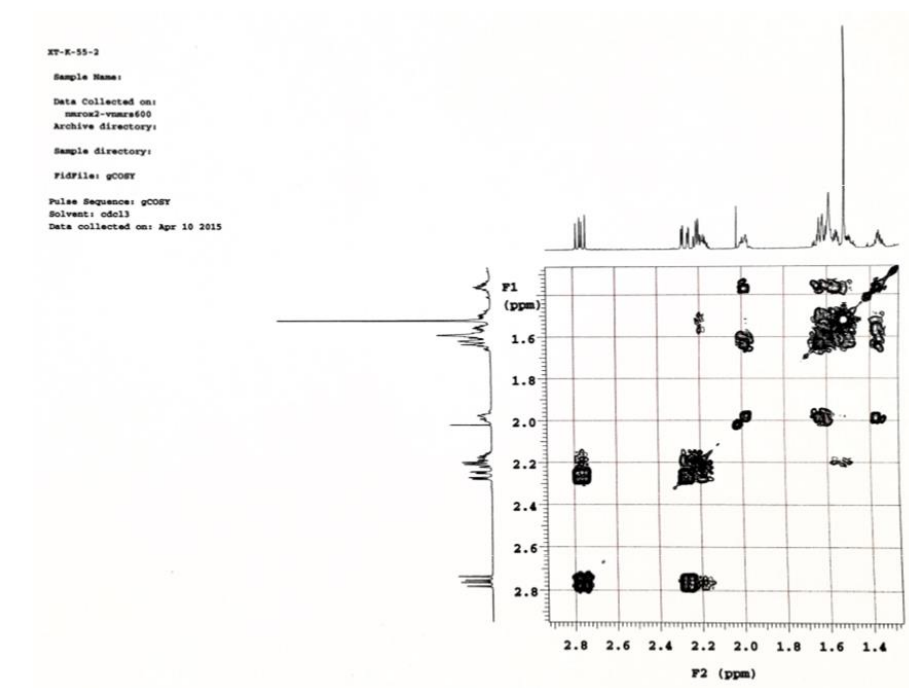 XT-K-55-2
Sample Name:
Data Collected on:
nmrox2-vnmrs600
Archive directory:
Sample directory:
FidFile: gCOSY
Pulse Sequence: gCOSY
Solvent: cdcl3
Data collected on: Apr 10 2015
F1
(ppm)
1.6
1.8
2.0
2.2
2.4
2.6
2.8
2.8 2.6 2.4 2.2 2.0 1.8 1.6 1.4
F2 (ppm)